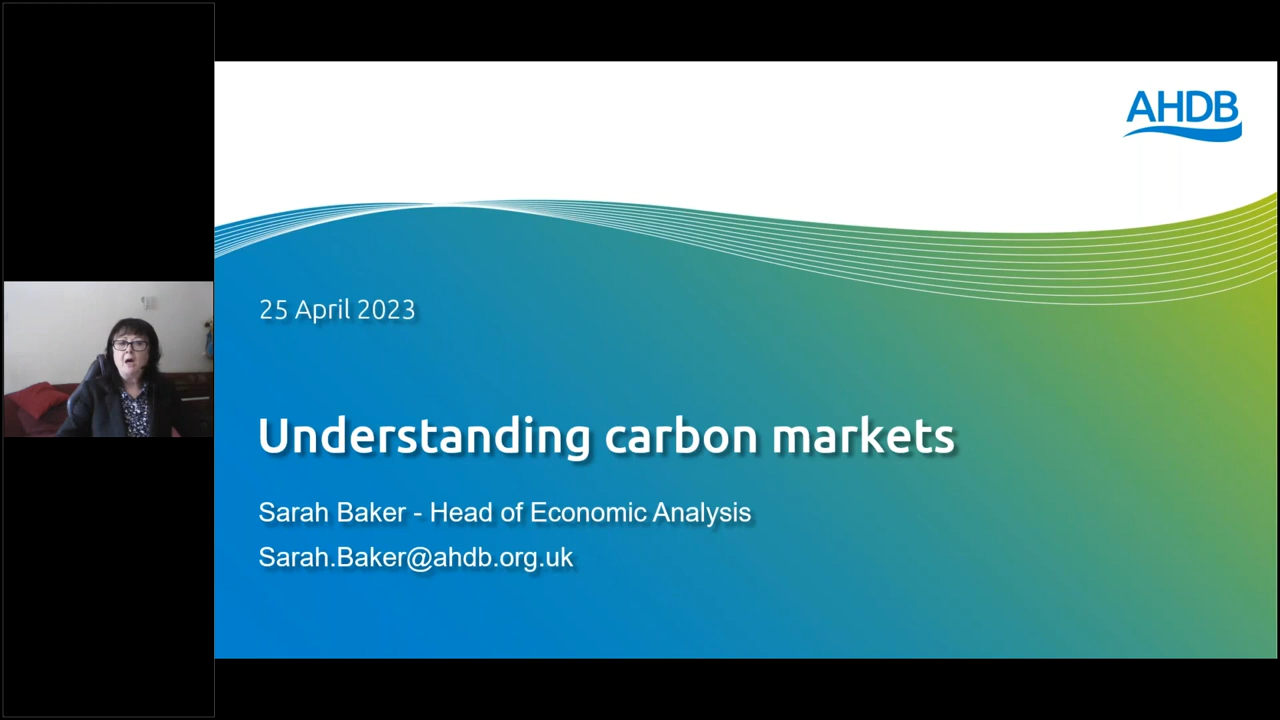 AHDB
25 April 2023
Understanding carbon markets
Sarah Baker - Head of Economic Analysis
Sarah.Baker@ahdb.org.uk